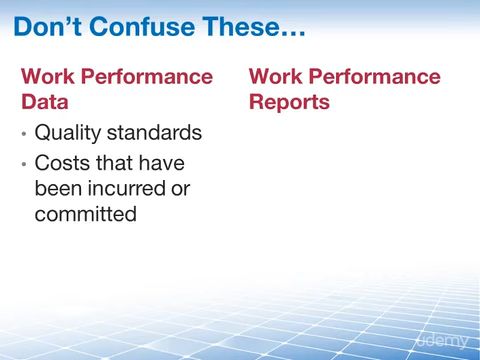 Don't Confuse These...
Work Performance
Data
• Quality standards
• Costs that have
been incurred or
committed
Work Performance
Reports
udemy